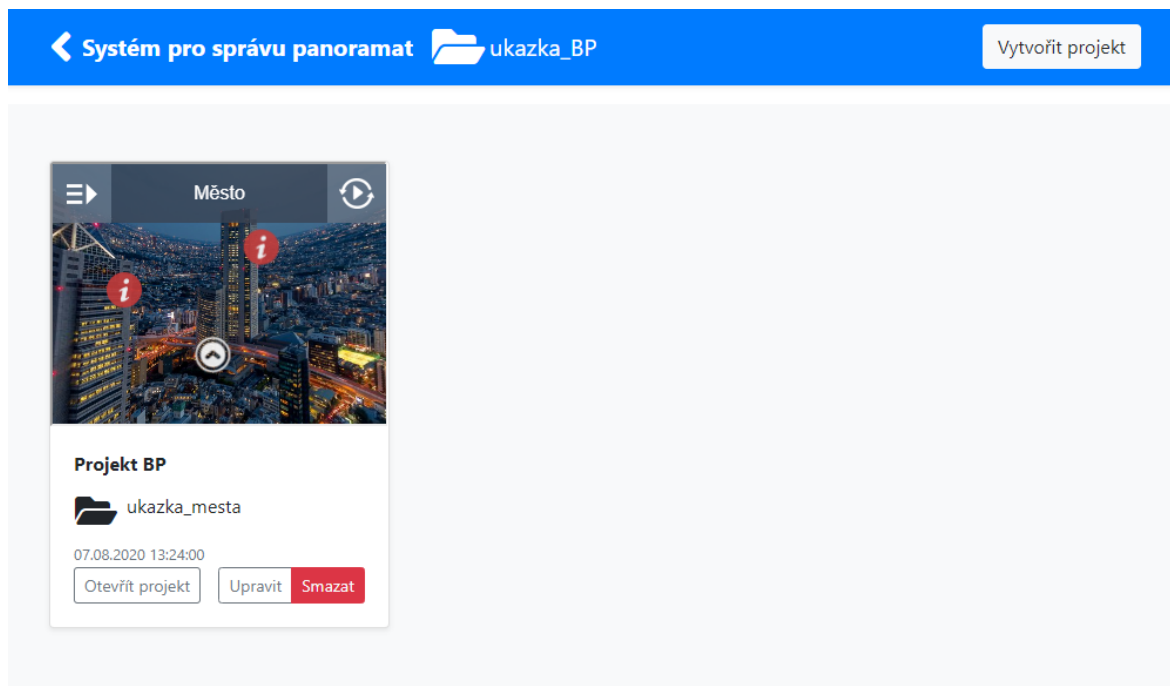 Systém pro správu panoramat ukazka_BP Vytvořit projekt
Město
i
i
Projekt BP
ukazka_mesta
07.08.2020 13:24:00
Otevřít projekt Upravit Smazat